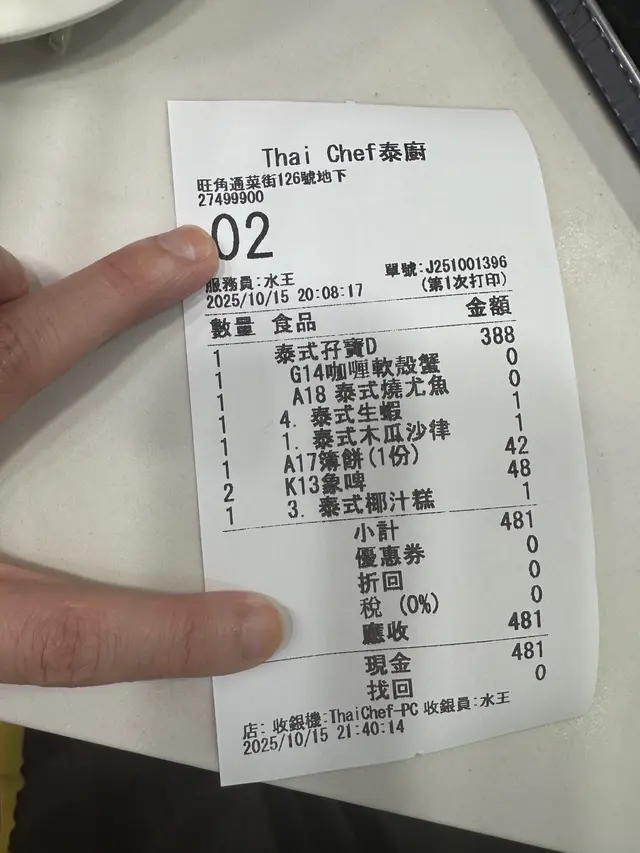 Thai Chef泰廚
旺角通菜街126號地下
27499900
02
服務員:水王 單號:J251001396
2025/10/15 20:08:17 (第1次打印)
數量 食品 金額
1 泰式孖寶D 388
1 G14咖喱軟殼蟹 0
1 A18 泰式燒尤魚 0
1 4. 泰式生蝦 1
1 1. 泰式木瓜沙律 1
1 A17薄餅(1份) 42
2 K13象啤 48
1 3. 泰式椰汁糕 1
小計 481
優惠券 0
折回 0
稅 (0%) 0
應收 481
現金 481
找回 0
店: 收銀機:ThaiChef-PC 收銀員:水王
2025/10/15 21:40:14